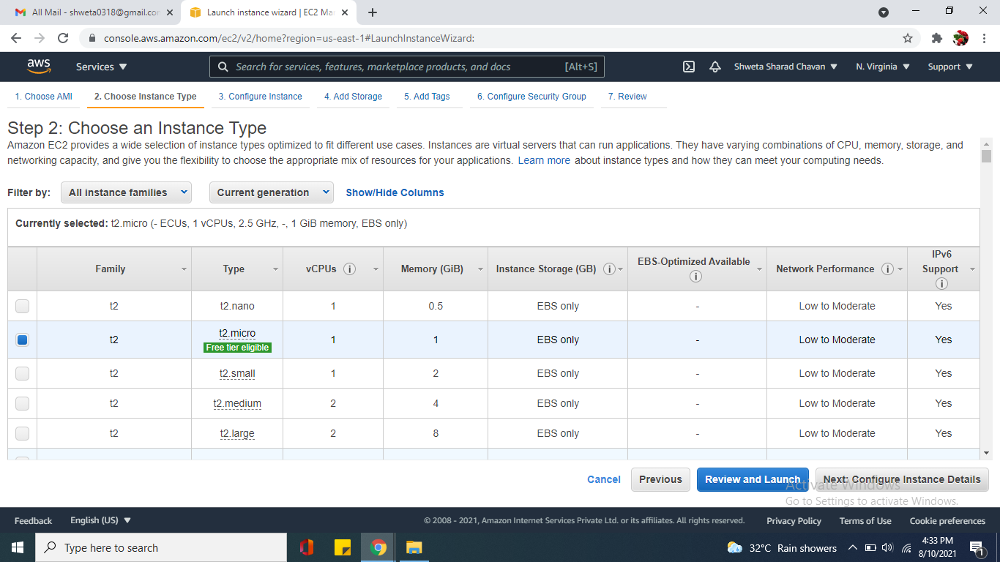 All Mail - shweta0318@gmail.cor
Launch instance wizard | EC2 Mar
console.aws.amazon.com/ec2/v2/home?region=us-east-1#LaunchInstanceWizard:
aws
Services
Search for services, features, marketplace products, and docs
[Alt+S]
Shweta Sharad Chavan
N. Virginia
Support
1. Choose AMI
2. Choose Instance Type
3. Configure Instance
4. Add Storage
5. Add Tags
6. Configure Security Group
7. Review
Step 2: Choose an Instance Type
Amazon EC2 provides a wide selection of instance types optimized to fit different use cases. Instances are virtual servers that can run applications. They have varying combinations of CPU, memory, storage, and
networking capacity, and give you the flexibility to choose the appropriate mix of resources for your applications. Learn more about instance types and how they can meet your computing needs.
Filter by: All instance families Current generation Show/Hide Columns
Currently selected: t2.micro (- ECUs, 1 vCPUs, 2.5 GHz, -, 1 GiB memory, EBS only)
Family Type vCPUs i Memory (GiB) Instance Storage (GB) i EBS-Optimized Available i Network Performance i IPv6 Support i
t2 t2.nano 1 0.5 EBS only - Low to Moderate Yes
t2 t2.micro Free tier eligible 1 1 EBS only - Low to Moderate Yes
t2 t2.small 1 2 EBS only - Low to Moderate Yes
t2 t2.medium 2 4 EBS only - Low to Moderate Yes
t2 t2.large 2 8 EBS only - Low to Moderate Yes
Cancel Previous Review and Launch Next: Configure Instance Details
Activate Windows
Go to Settings to activate Windows.
Feedback English (US) © 2008 - 2021, Amazon Internet Services Private Ltd. or its affiliates. All rights reserved. Privacy Policy Terms of Use Cookie preferences
Type here to search
32°C Rain showers
4:33 PM
8/10/2021
1